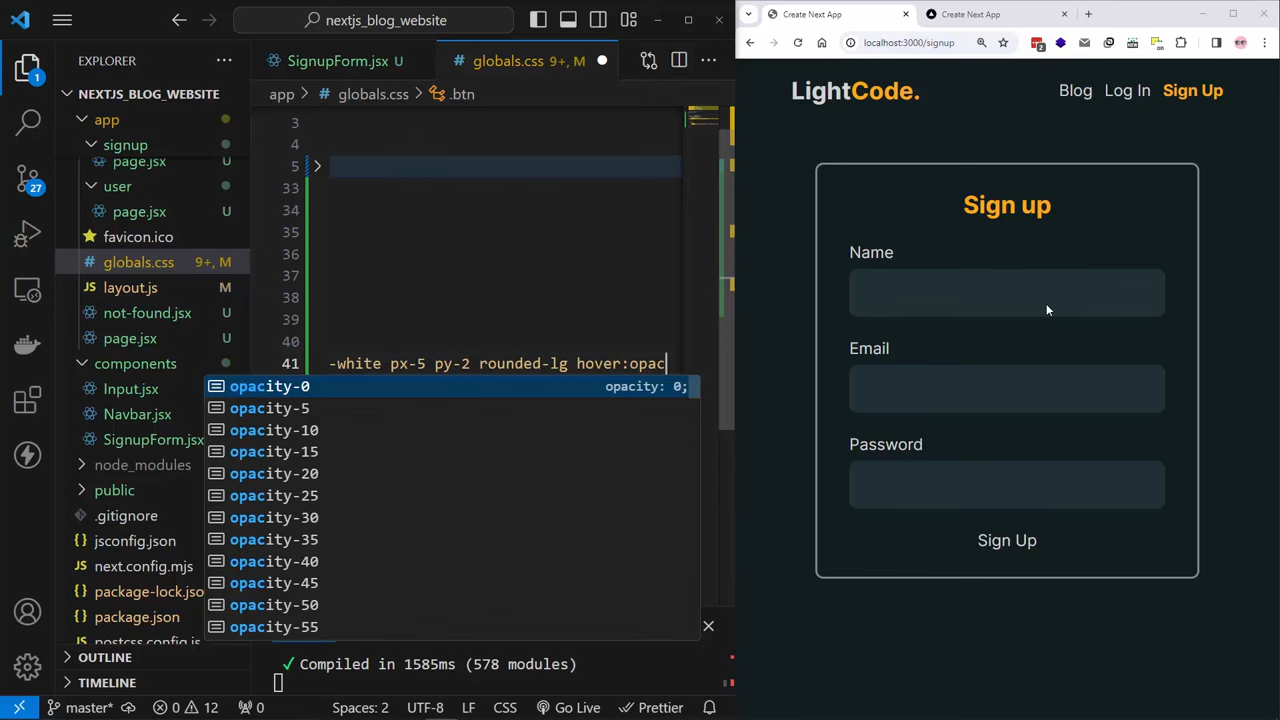 nextjs_blog_website
EXPLORER
NEXTJS_BLOG_WEBSITE
app
signup
page.jsx U
user
page.jsx U
favicon.ico
globals.css 9+, M
layout.js M
not-found.jsx U
page.jsx U
components
Input.jsx U
Navbar.jsx U
SignupForm.jsx
node_modules
public
.gitignore
jsconfig.json
next.config.mjs
package-lock.jso
package.json
postcss.config.js
OUTLINE
TIMELINE
1
27
SignupForm.jsx U
globals.css 9+, M
app > globals.css > .btn
3
4
5
33
34
35
36
37
38
39
40
41 -white px-5 py-2 rounded-lg hover:opac
opacity-0 opacity: 0;
opacity-5
opacity-10
opacity-15
opacity-20
opacity-25
opacity-30
opacity-35
opacity-40
opacity-45
opacity-50
opacity-55
✓ Compiled in 1585ms (578 modules)
master* 0 12 0 Spaces: 2 UTF-8 LF CSS Go Live Prettier
Create Next App
Create Next App
localhost:3000/signup
LightCode.
Blog Log In Sign Up
Sign up
Name
Email
Password
Sign Up